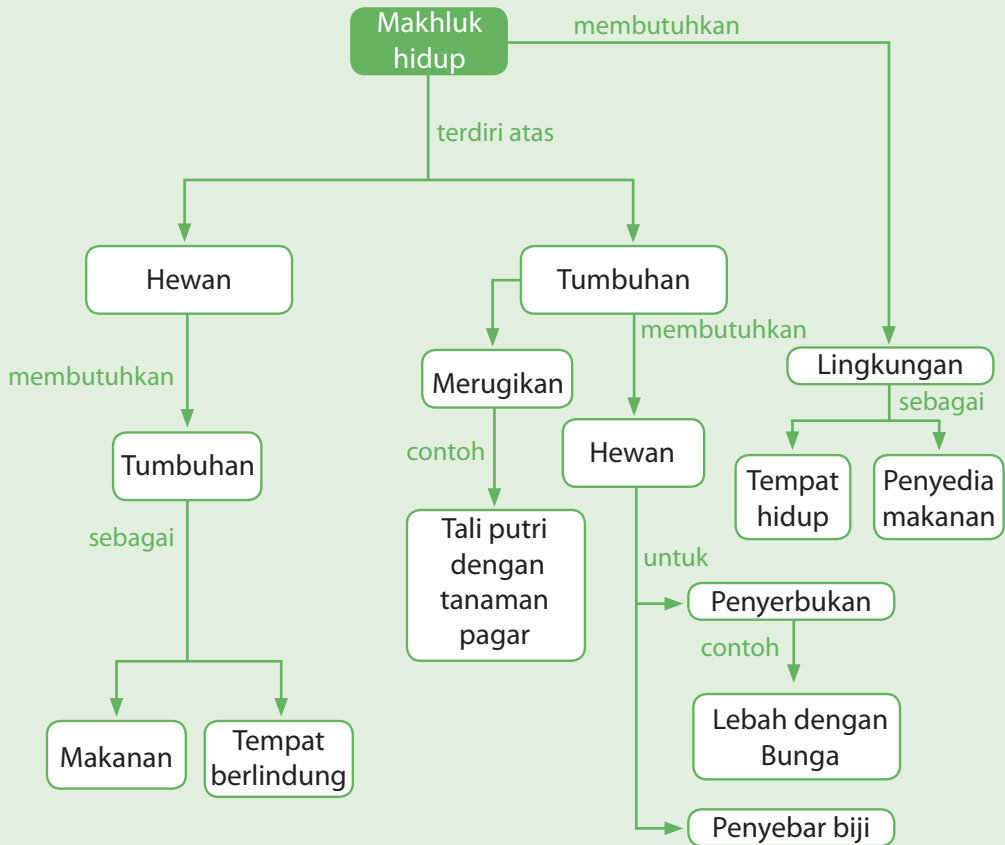 Makhluk
hidup
membutuhkan
terdiri atas
Hewan
Tumbuhan
membutuhkan
Lingkungan
membutuhkan
Merugikan
sebagai
contoh
Hewan
Tumbuhan
Tempat
hidup
Penyedia
makanan
sebagai
Tali putri
dengan
tanaman
pagar
untuk
Penyerbukan
contoh
Lebah dengan
Bunga
Makanan
Tempat
berlindung
Penyebar biji